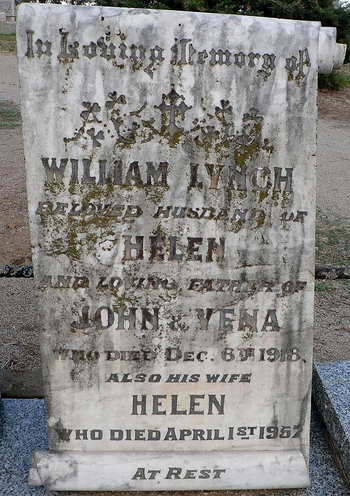 In Loving Memory of
WILLIAM LYNCH
BELOVED HUSBAND OF
HELEN
AND LOVING FATHER OF
JOHN & VENA
WHO DIED DEC. 6TH 1918.
ALSO HIS WIFE
HELEN
WHO DIED APRIL 1ST 1957
AT REST